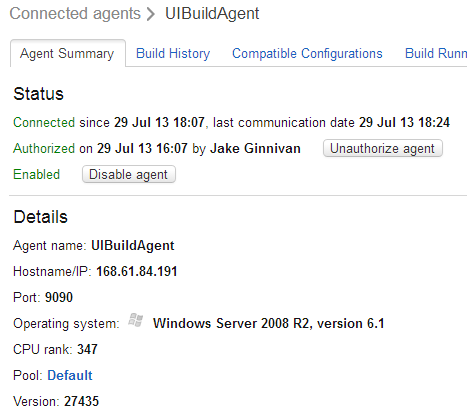 Connected agents > UIBuildAgent
Agent Summary Build History Compatible Configurations Build Runn
Status
Connected since 29 Jul 13 18:07, last communication date 29 Jul 13 18:24
Authorized on 29 Jul 13 16:07 by Jake Ginnivan Unauthorize agent
Enabled Disable agent
Details
Agent name: UIBuildAgent
Hostname/IP: 168.61.84.191
Port: 9090
Operating system: Windows Server 2008 R2, version 6.1
CPU rank: 347
Pool: Default
Version: 27435